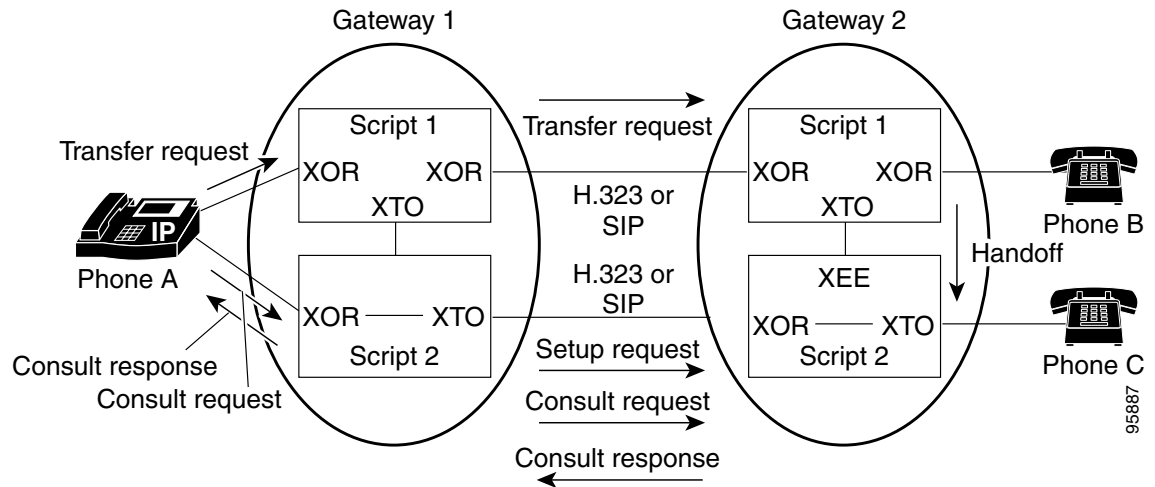 Gateway 1
Gateway 2
Transfer request
Script 1
XOR XOR
XTO
Transfer request
H.323 or
SIP
Script 1
XOR XOR
XTO
Handoff
Phone B
IP
Phone A
XOR XTO
Script 2
H.323 or
SIP
XEE
XOR XTO
Script 2
Phone C
Consult response
Consult request
Setup request
Consult request
Consult response
95887